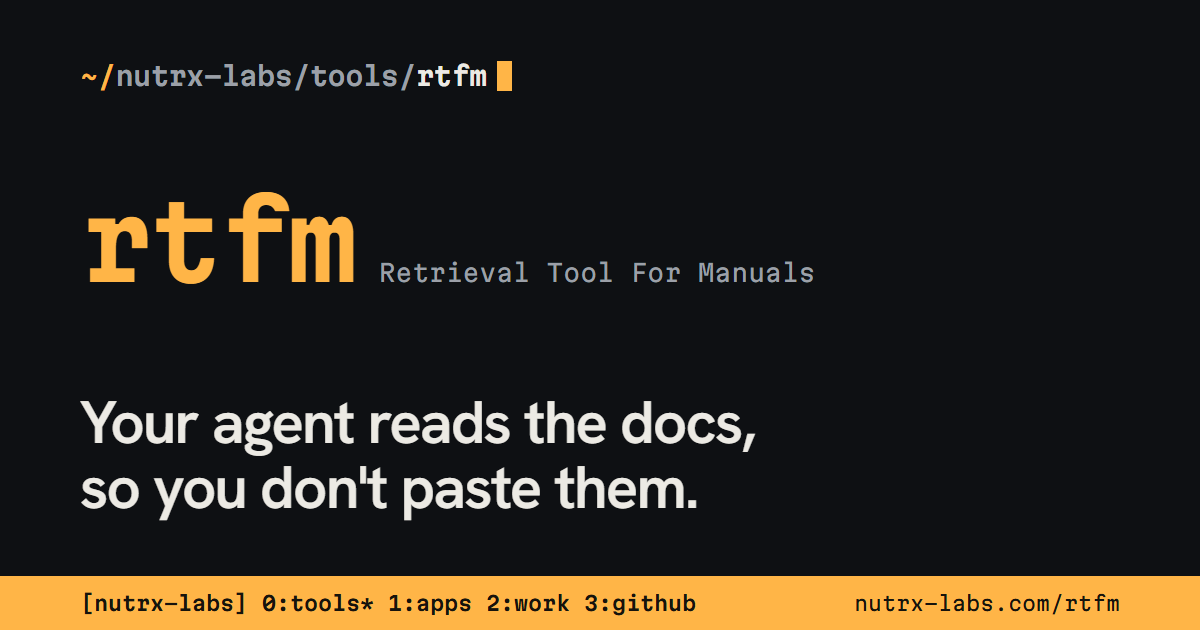 ~/nutrx-labs/tools/rtfm
rtfm Retrieval Tool For Manuals
Your agent reads the docs,
so you don't paste them.
[nutrx-labs] 0:tools* 1:apps 2:work 3:github nutrx-labs.com/rtfm